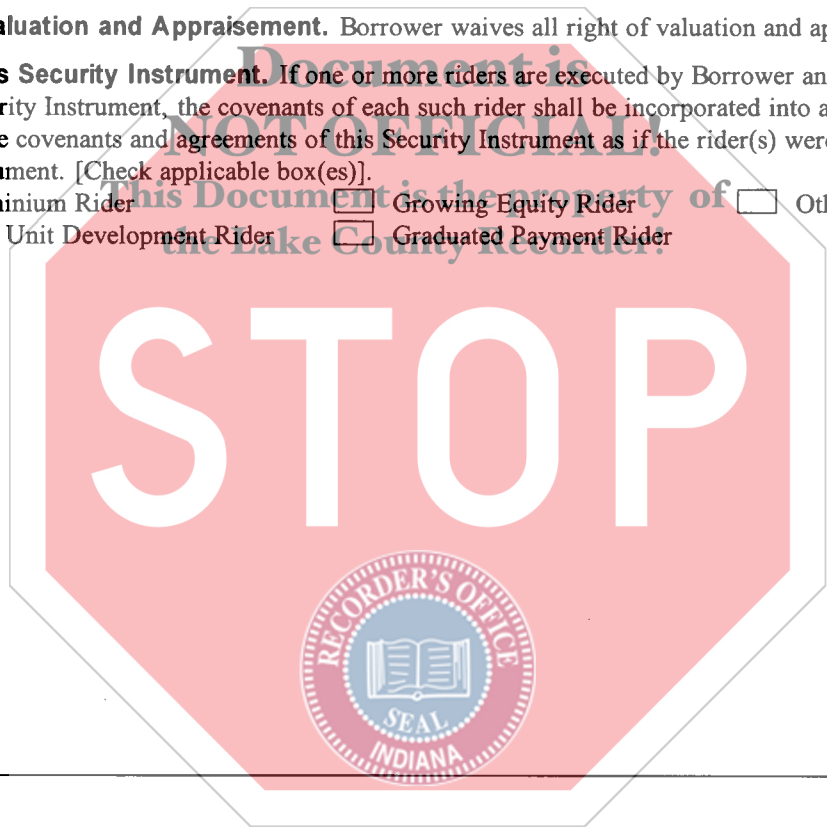 aluation and Appraisement. Borrower waives all right of valuation and ap
Document is
s Security Instrument. If one or more riders are executed by Borrower an
rity Instrument, the covenants of each such rider shall be incorporated into a
NOT OFFICIAL!
e covenants and agreements of this Security Instrument as if the rider(s) were
ument. [Check applicable box(es)].
This Document is the property of
inium Rider Growing Equity Rider Oth
the Lake County Recorder!
Unit Development Rider Graduated Payment Rider
STOP
RECORDER'S OFFICE
SEAL
INDIANA